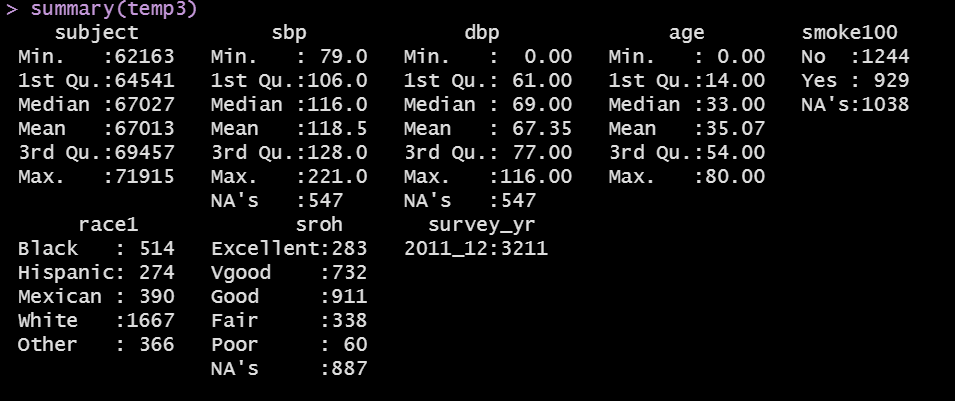 > summary(temp3)
    subject           sbp             dbp              age         smoke100
 Min.   :62163   Min.   : 79.0   Min.   :  0.00   Min.   : 0.00   No  :1244
 1st Qu.:64541   1st Qu.:106.0   1st Qu.: 61.00   1st Qu.:14.00   Yes : 929
 Median :67027   Median :116.0   Median : 69.00   Median :33.00   NA's:1038
 Mean   :67013   Mean   :118.5   Mean   : 67.35   Mean   :35.07
 3rd Qu.:69457   3rd Qu.:128.0   3rd Qu.: 77.00   3rd Qu.:54.00
 Max.   :71915   Max.   :221.0   Max.   :116.00   Max.   :80.00
                 NA's   :547     NA's   :547
      race1             sroh       survey_yr
 Black   : 514   Excellent:283   2011_12:3211
 Hispanic: 274   Vgood    :732
 Mexican : 390   Good     :911
 White   :1667   Fair     :338
 Other   : 366   Poor     : 60
                 NA's     :887